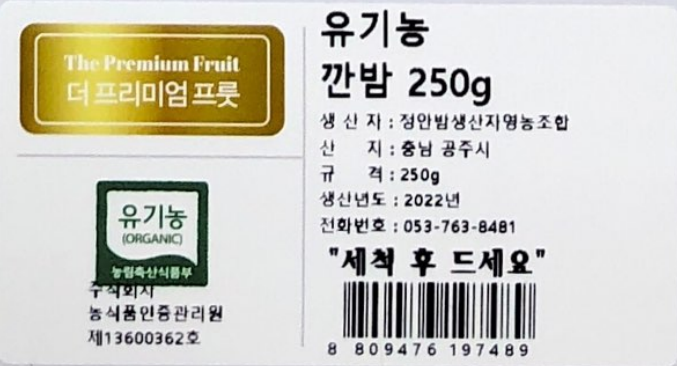 The Premium Fruit
더 프리미엄 프룻
유기농
(ORGANIC)
농림축산식품부
주식회사
농식품인증관리원
제13600362호
유기농
깐밤 250g
생 산 자 : 정안밤생산자영농조합
산 지 : 충남 공주시
규 격 : 250g
생산년도 : 2022년
전화번호 : 053-763-8481
"세척 후 드세요"
8 809476 197489